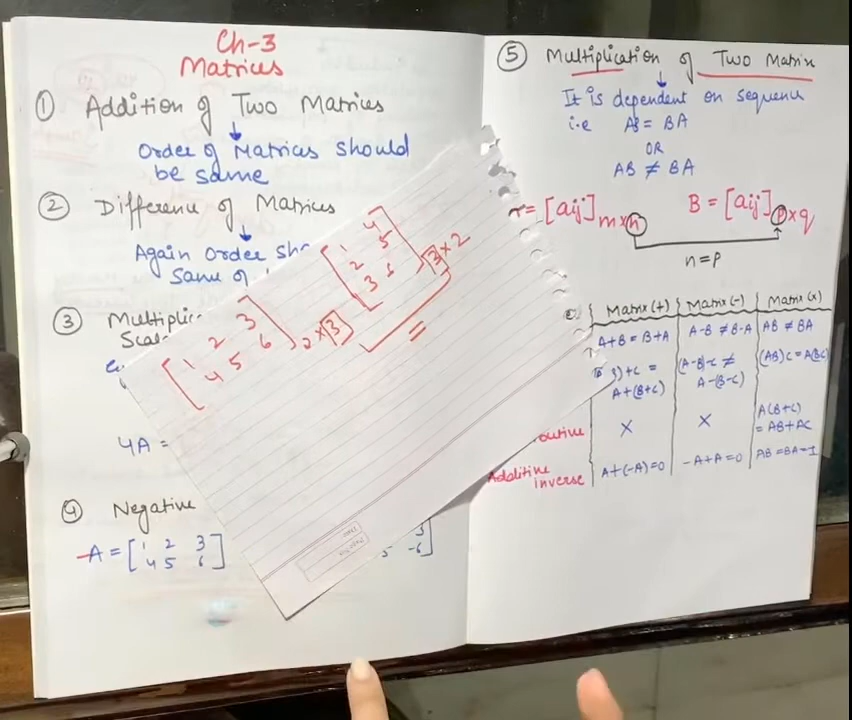 Ch-3
Matrices
① Addition of Two Matrices
Order of Matrices should
be same
② Difference of Matrices
Again order
Same of
③
4A =
④ Negative
-A = [1 2 3
4 5 6]
-6]
[1 2 3
4 5 6] 2×3
[1 4
2 5
3 5] 3×2
=
⑤ Multiplication of Two Matrix
It is dependent on sequence
i.e AB = BA
OR
AB ≠ BA
= [aij] m×n B = [aij] p×q
n=p
Matrix (+) Matrix (-) Matrix (x)
A+B = B+A A-B ≠ B-A AB ≠ BA
)+C = (A-B)-C ≠ (AB)C = A(BC)
A+(B+C) A-(B-C)
X X A(B+C)
= AB+AC
Additive A+(-A)=0 -A+A=0 AB=BA=I
inverse